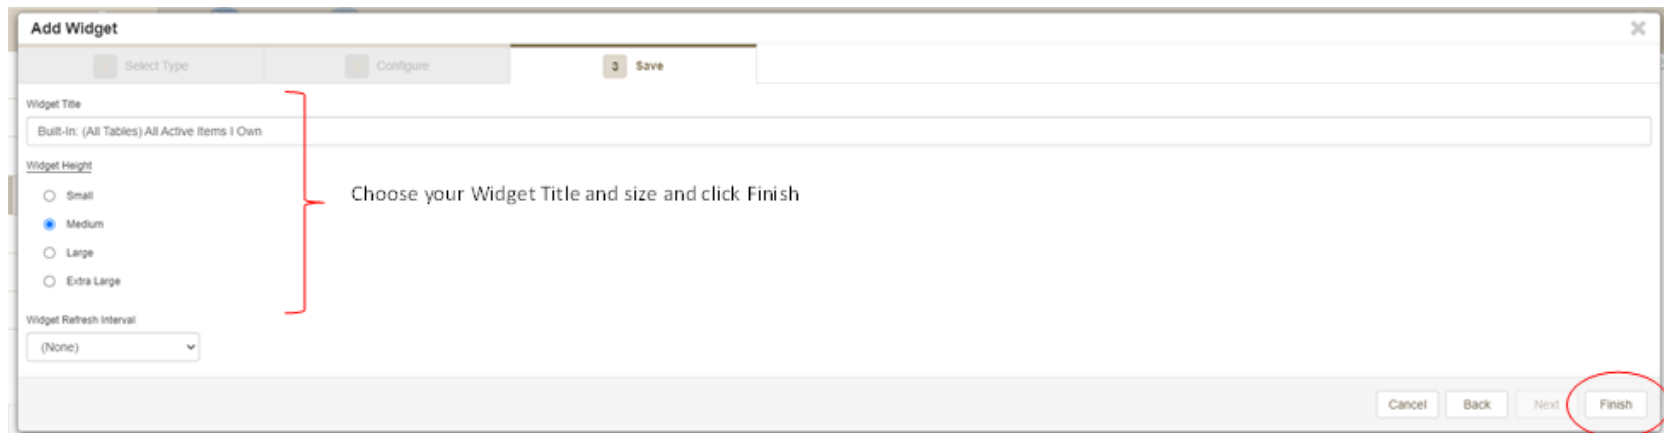 Add Widget
Select Type
Configure
3 Save
Widget Title
Built-In: (All Tables) All Active Items I Own
Widget Height
Small
Medium
Large
Extra Large
Choose your Widget Title and size and click Finish
Widget Refresh Interval
(None)
Cancel Back Next Finish